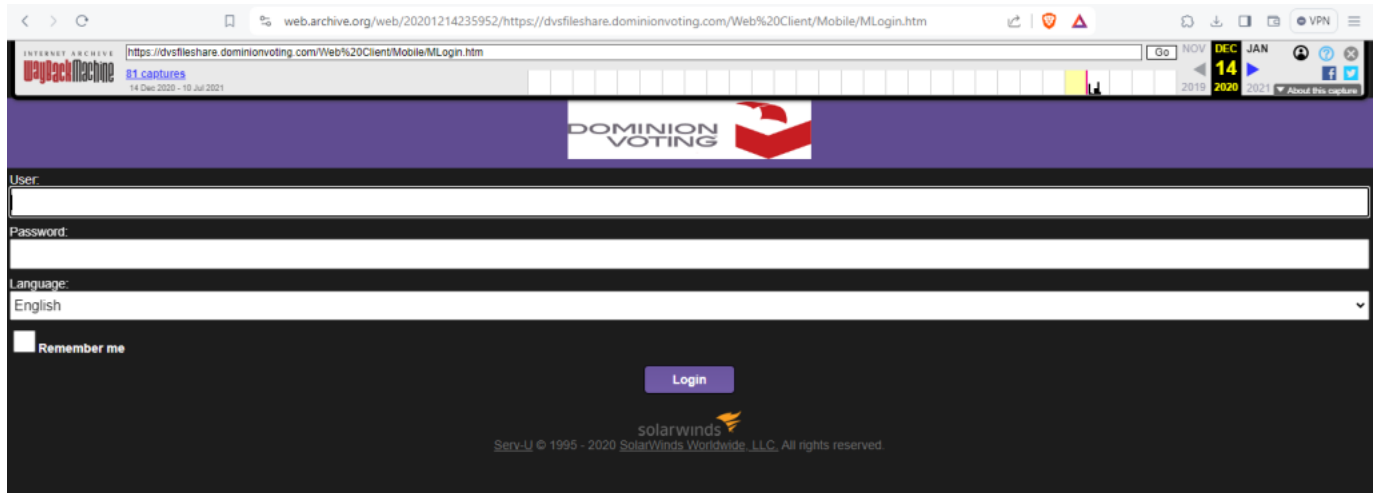 web.archive.org/web/20201214235952/https://dvsfileshare.dominionvoting.com/Web%20Client/Mobile/MLogin.htm
VPN
INTERNET ARCHIVE
WayBackMachine
https://dvsfileshare.dominionvoting.com/Web%20Client/Mobile/MLogin.htm
Go
NOV DEC JAN
81 captures
14
14 Dec 2020 - 10 Jul 2021
2019 2020 2021
About this capture
DOMINION
VOTING
User:
Password:
Language:
English
Remember me
Login
solarwinds
Serv-U © 1995 - 2020 SolarWinds Worldwide, LLC. All rights reserved.